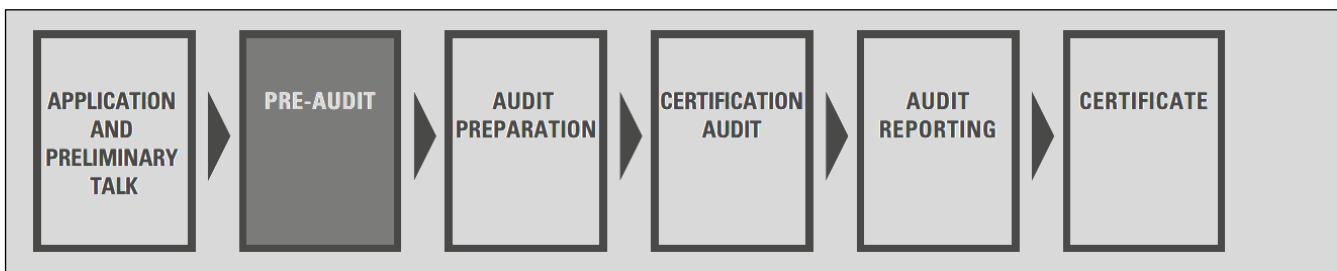 APPLICATION
AND
PRELIMINARY
TALK
PRE-AUDIT
AUDIT
PREPARATION
CERTIFICATION
AUDIT
AUDIT
REPORTING
CERTIFICATE